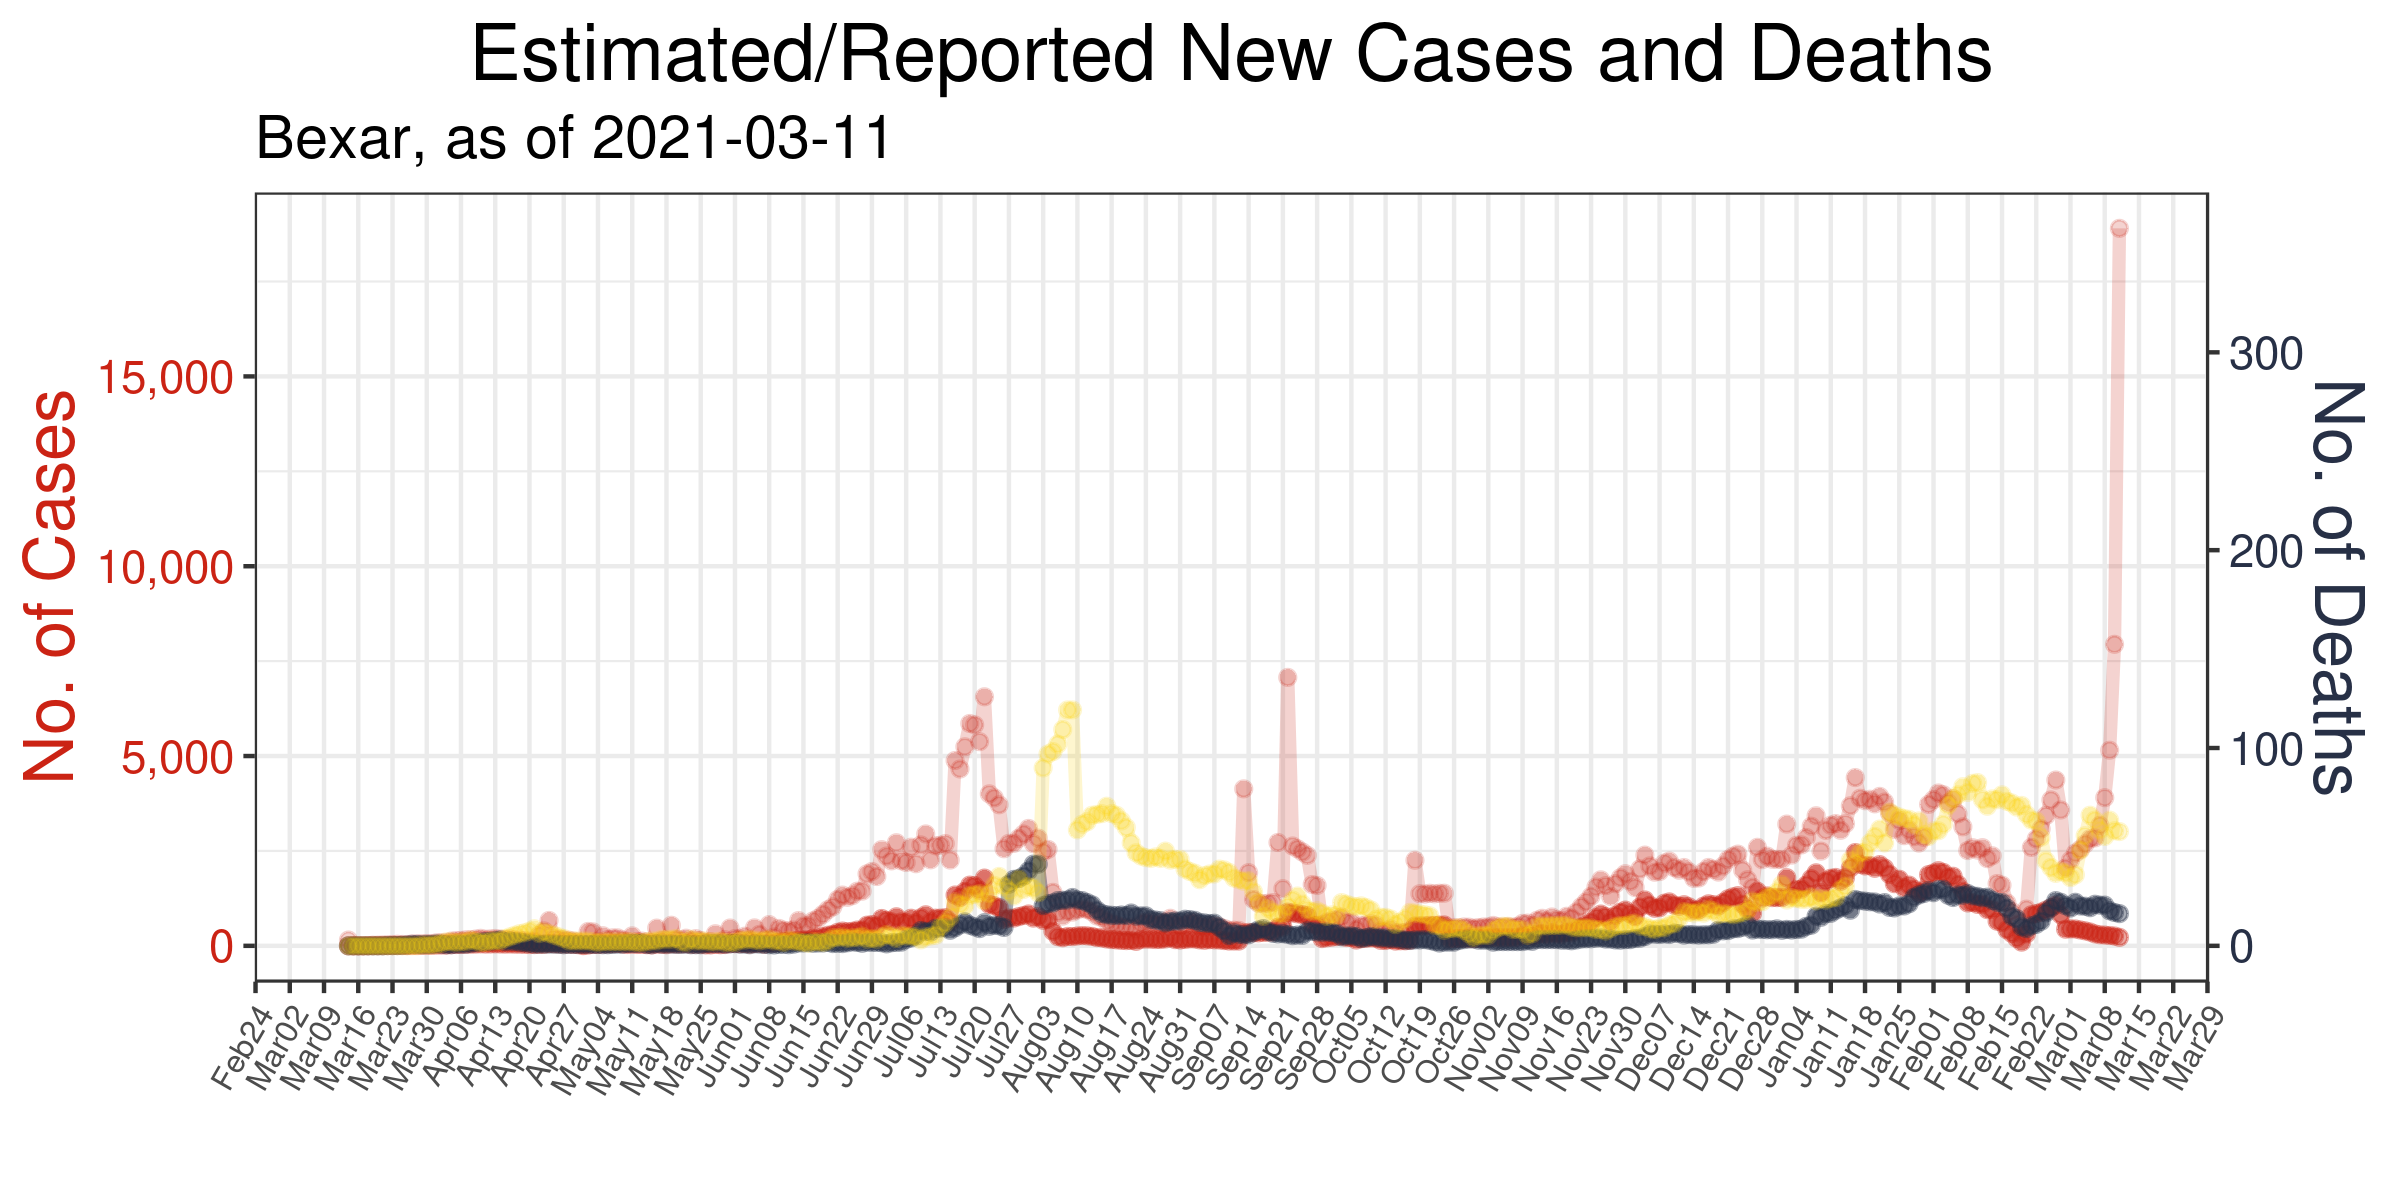 Estimated/Reported New Cases and Deaths
Bexar, as of 2021-03-11
No. of Cases
15,000
10,000
5,000
0
300
200
100
0
No. of Deaths
Feb24
Mar02
Mar09
Mar16
Mar23
Mar30
Apr06
Apr13
Apr20
Apr27
May04
May11
May18
May25
Jun01
Jun08
Jun15
Jun22
Jun29
Jul06
Jul13
Jul20
Jul27
Aug03
Aug10
Aug17
Aug24
Aug31
Sep07
Sep14
Sep21
Sep28
Oct05
Oct12
Oct19
Oct26
Nov02
Nov09
Nov16
Nov23
Nov30
Dec07
Dec14
Dec21
Dec28
Jan04
Jan11
Jan18
Jan25
Feb01
Feb08
Feb15
Feb22
Mar01
Mar08
Mar15
Mar22
Mar29